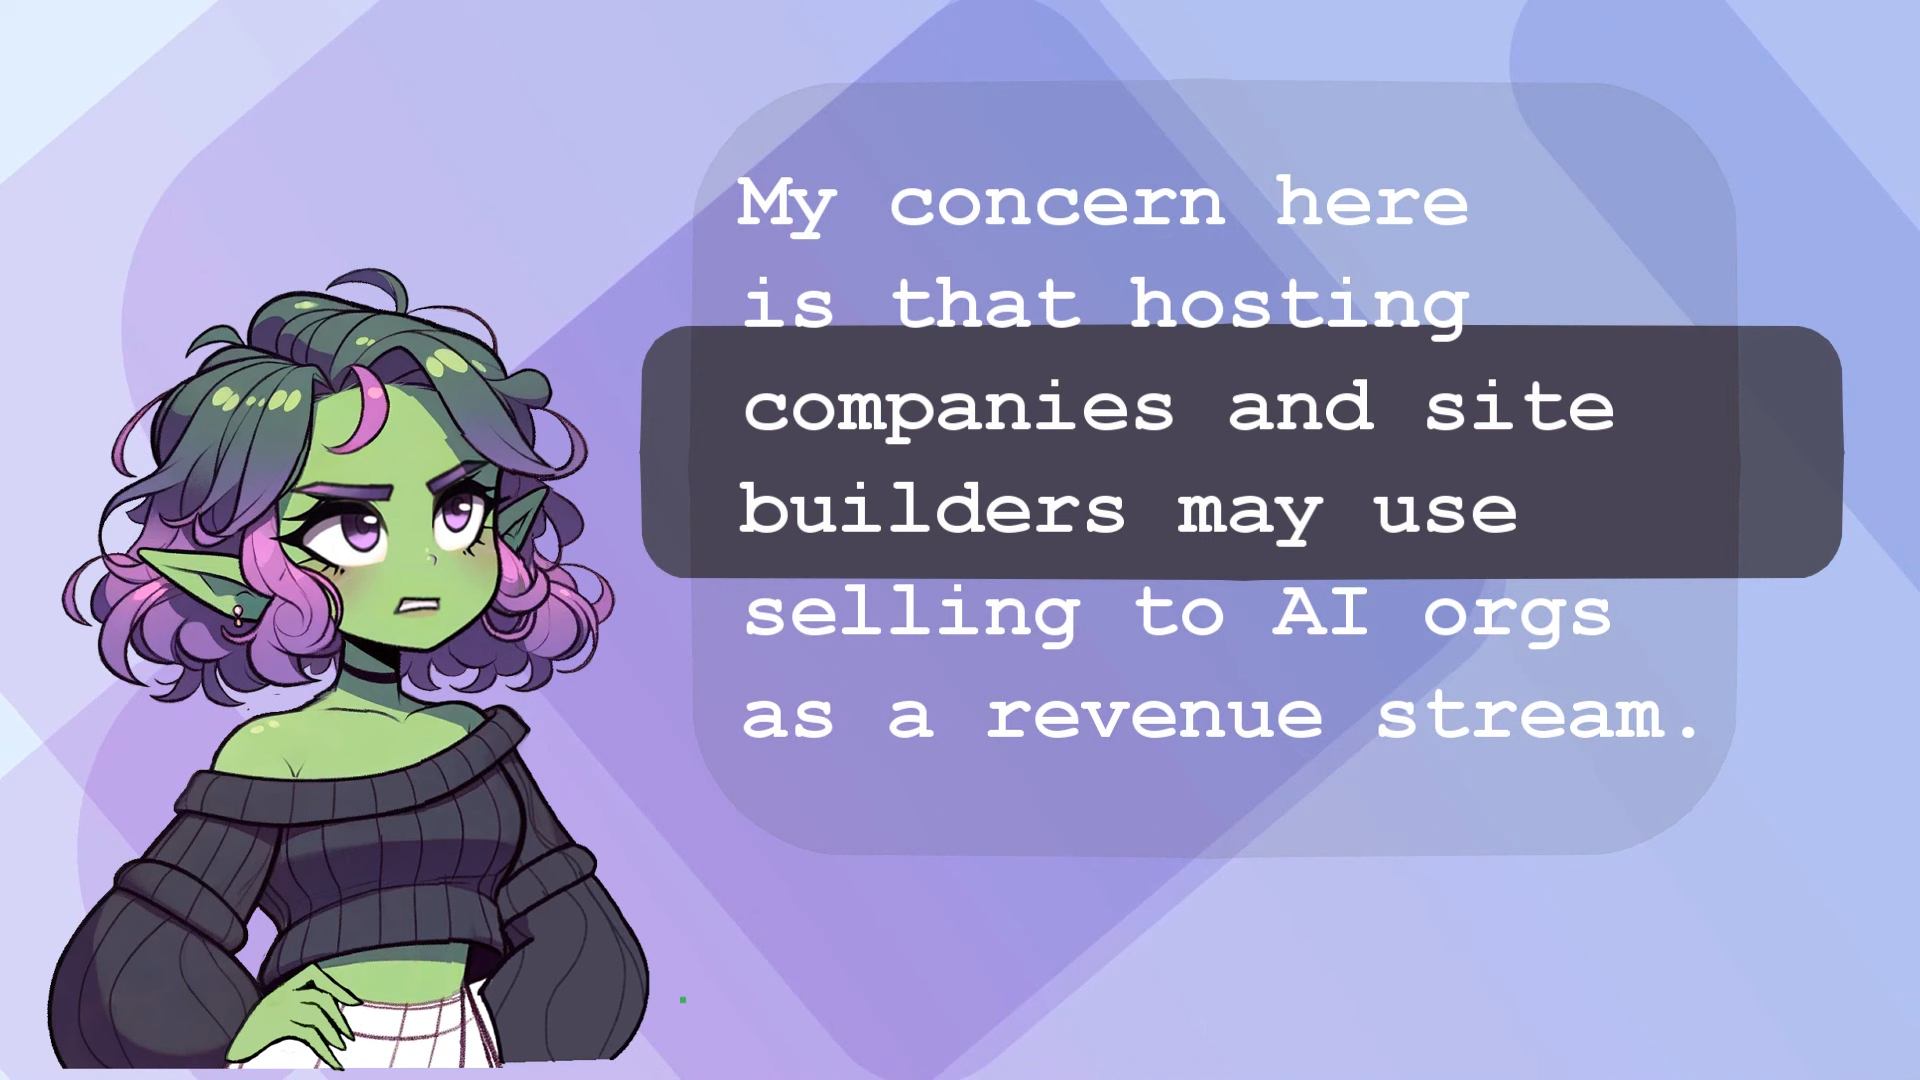 My concern here
is that hosting
companies and site
builders may use
selling to AI orgs
as a revenue stream.